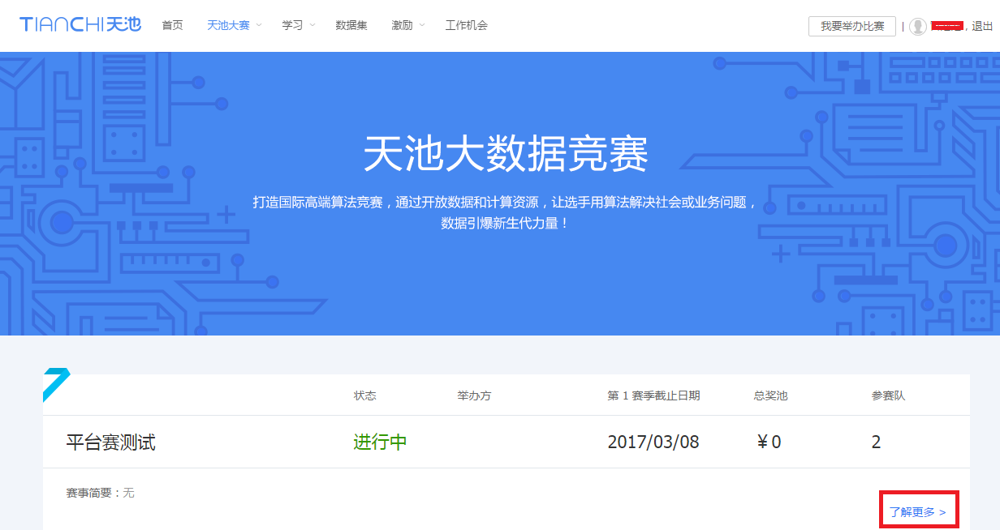 TIANCHI天池 首页 天池大赛 学习 数据集 激励 工作机会 我要举办比赛 | , 退出
天池大数据竞赛
打造国际高端算法竞赛，通过开放数据和计算资源，让选手用算法解决社会或业务问题，
数据引爆新生代力量！
状态 举办方 第 1 赛季截止日期 总奖池 参赛队
平台赛测试 进行中 2017/03/08 ¥ 0 2
赛事简要：无
了解更多 >